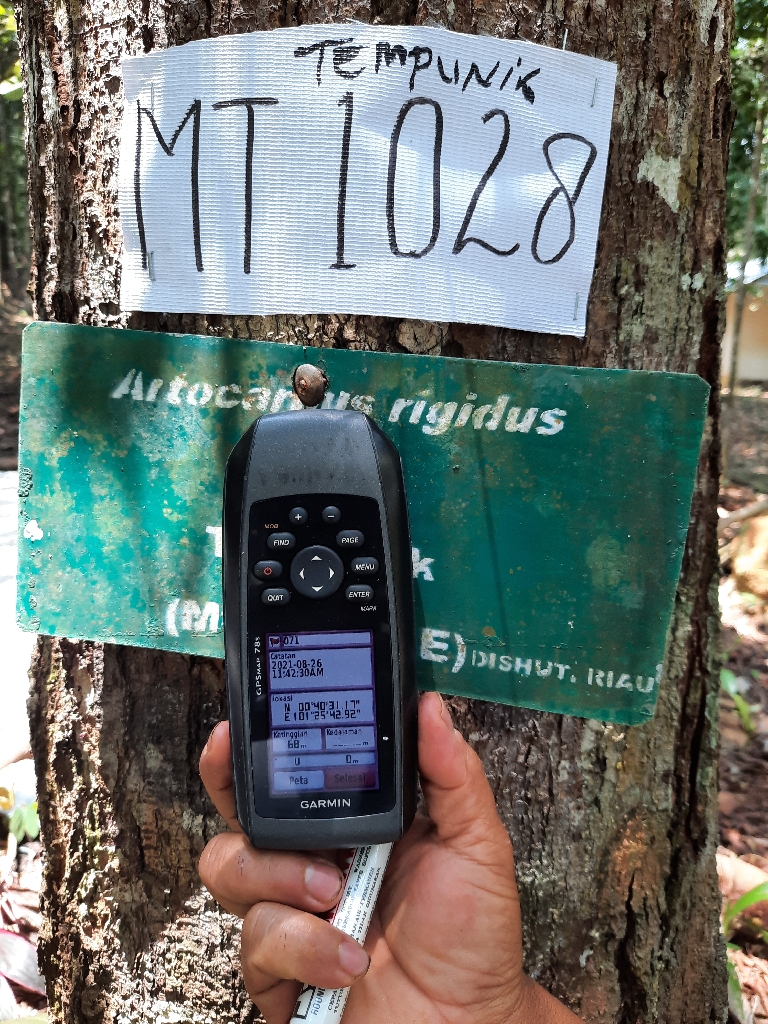 TEMPUNIK
MT 1028
Artocarpus rigidus
T k
(M E) DISHUT. RIAU
MOB
FIND
PAGE
MENU
QUIT
ENTER
MARK
GPSMAP 78s
071
Catatan
2021-08-26
11:42:30AM
Lokasi
N 00°40'31.17"
E101°25'42.92"
Ketinggian Kedalaman
68m m
U 0m
Peta Selesai
GARMIN